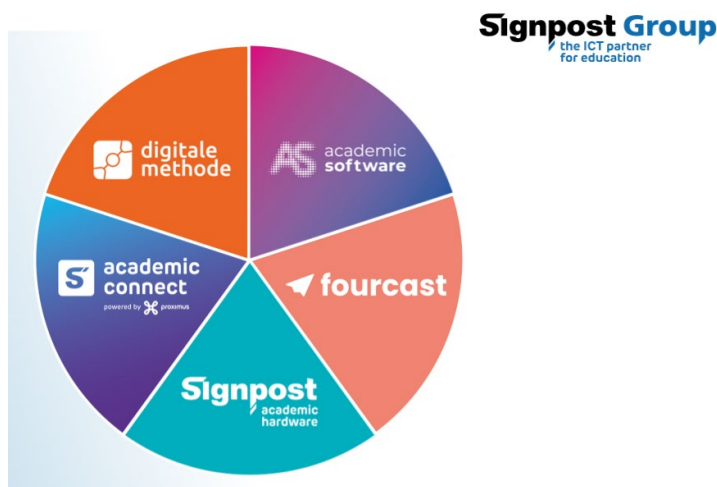 Signpost Group
the ICT partner
for education
digitale
methode
AS academic
software
S academic
connect
powered by proximus
fourcast
Signpost
academic
hardware